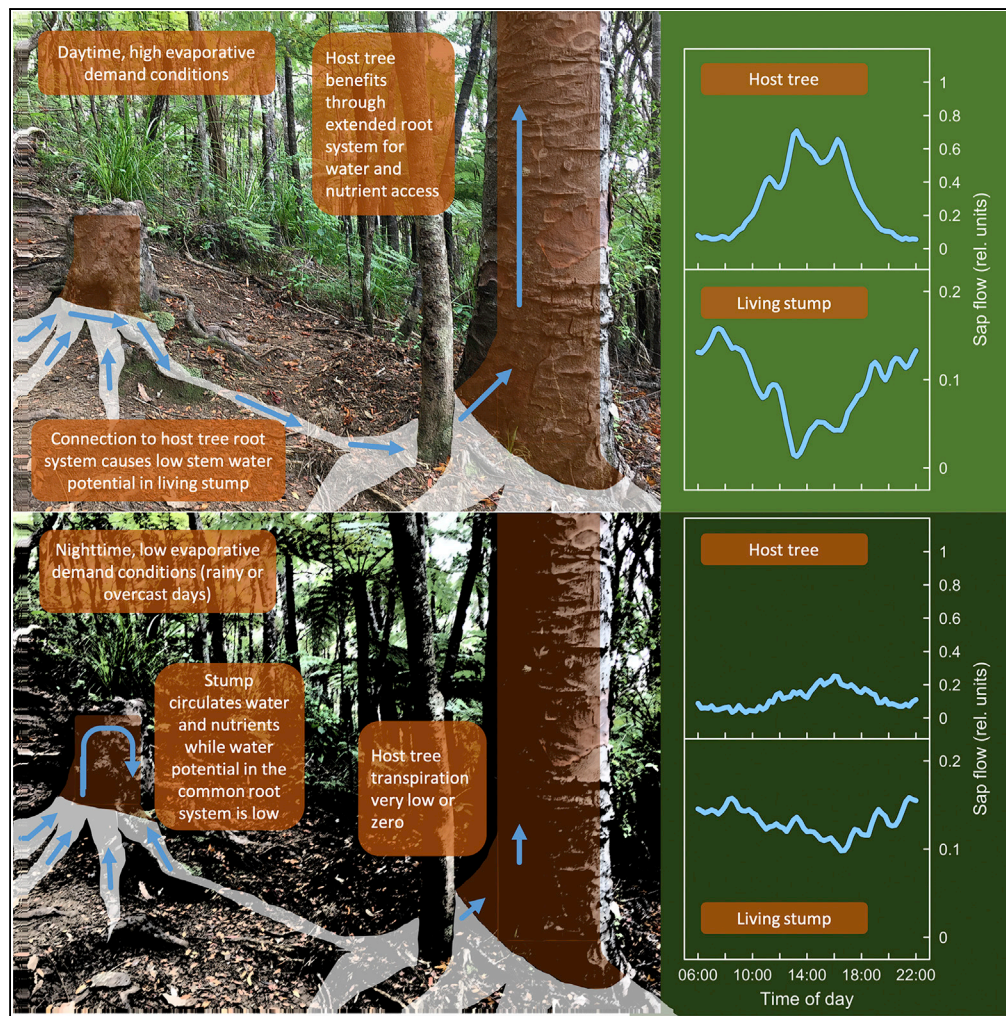 Daytime, high evaporative
demand conditions
Host tree
benefits
through
extended root
system for
water and
nutrient access
Connection to host tree root
system causes low stem water
potential in living stump
Host tree
1
0.8
0.6
0.4
0.2
0
Living stump
0.2
0.1
0
Sap flow (rel. units)
Nighttime, low evaporative
demand conditions (rainy or
overcast days)
Stump
circulates water
and nutrients
while water
potential in the
common root
system is low
Host tree
transpiration
very low or
zero
Host tree
1
0.8
0.6
0.4
0.2
0
0.2
0.1
0
Living stump
Sap flow (rel. units)
06:00 10:00 14:00 18:00 22:00
Time of day